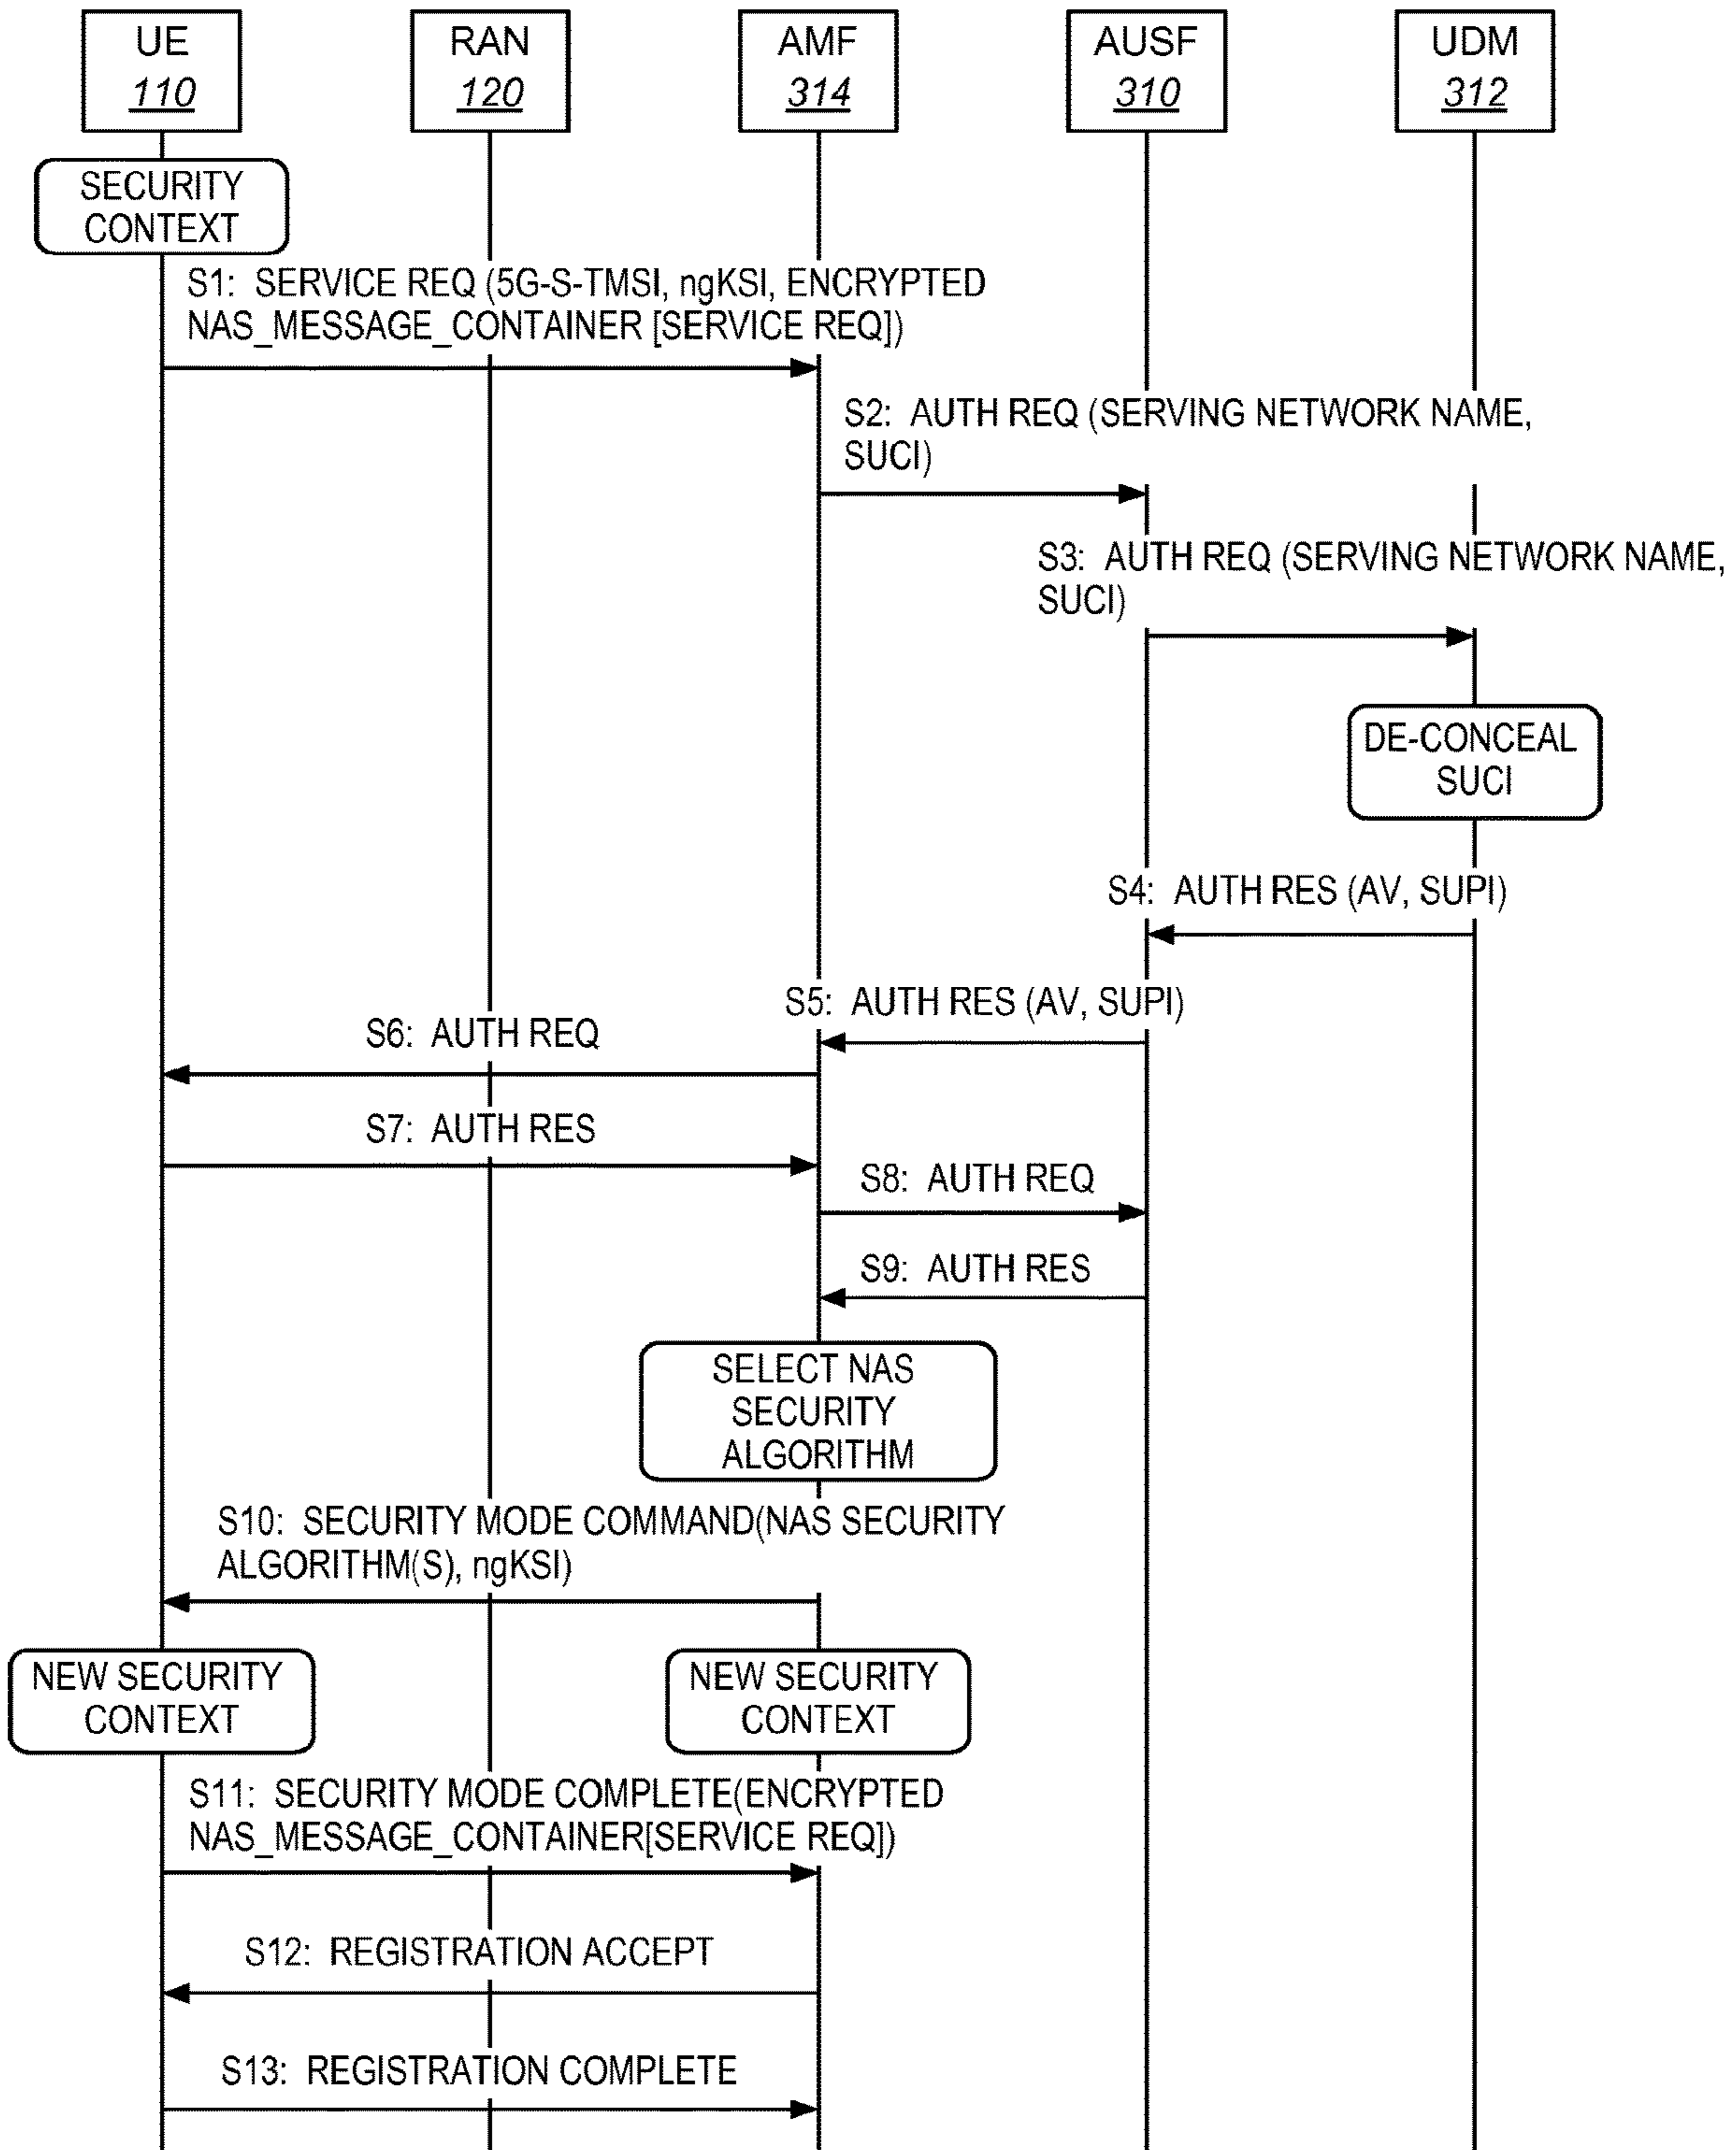 UE
110
RAN
120
AMF
314
AUSF
310
UDM
312
SECURITY
CONTEXT
S1: SERVICE REQ (5G-S-TMSI, ngKSI, ENCRYPTED
NAS_MESSAGE_CONTAINER [SERVICE REQ])
S2: AUTH REQ (SERVING NETWORK NAME,
SUCI)
S3: AUTH REQ (SERVING NETWORK NAME,
SUCI)
DE-CONCEAL
SUCI
S4: AUTH RES (AV, SUPI)
S5: AUTH RES (AV, SUPI)
S6: AUTH REQ
S7: AUTH RES
S8: AUTH REQ
S9: AUTH RES
SELECT NAS
SECURITY
ALGORITHM
S10: SECURITY MODE COMMAND(NAS SECURITY
ALGORITHM(S), ngKSI)
NEW SECURITY
CONTEXT
NEW SECURITY
CONTEXT
S11: SECURITY MODE COMPLETE(ENCRYPTED
NAS_MESSAGE_CONTAINER[SERVICE REQ])
S12: REGISTRATION ACCEPT
S13: REGISTRATION COMPLETE